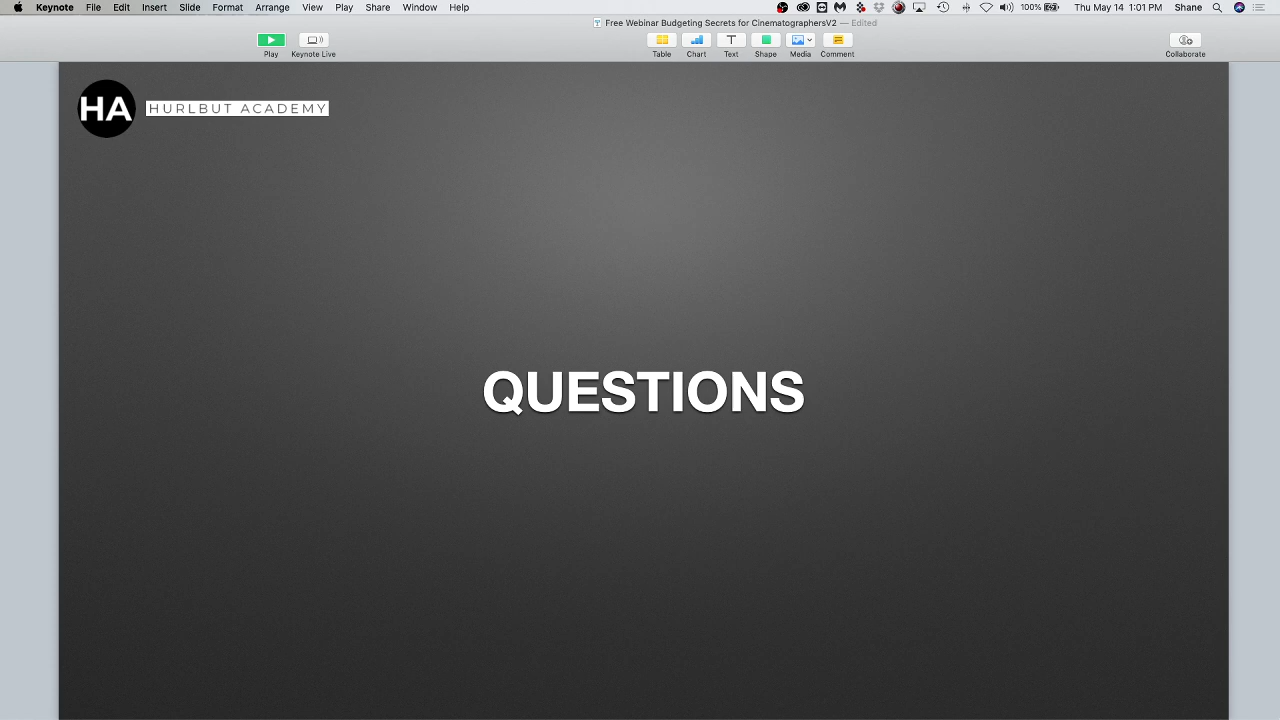 Keynote File Edit Insert Slide Format Arrange View Play Share Window Help 100% Thu May 14 1:01 PM Shane
Free Webinar Budgeting Secrets for CinematographersV2 — Edited
Play Keynote Live Table Chart Text Shape Media Comment Collaborate
HA HURLBUT ACADEMY
QUESTIONS